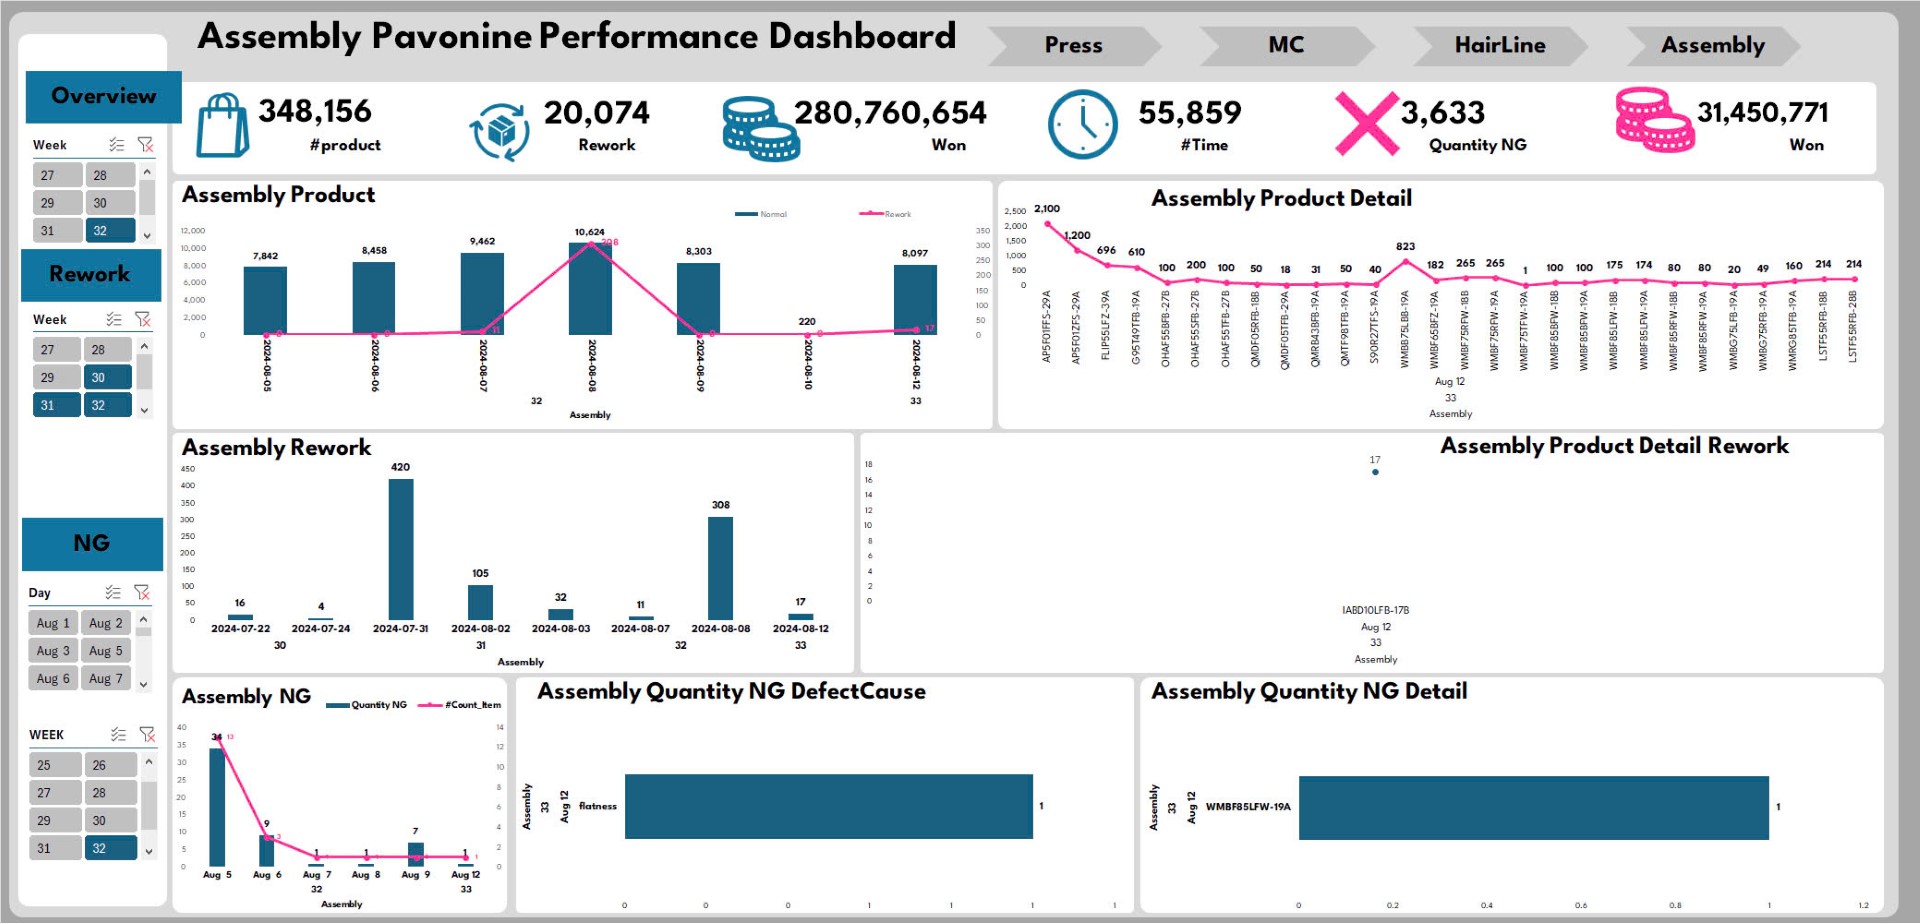 Assembly Pavonine Performance Dashboard
Press
MC
HairLine
Assembly
Overview
348,156
#product
20,074
Rework
280,760,654
Won
55,859
#Time
3,633
Quantity NG
31,450,771
Won
Week
27 28
29 30
31 32
Rework
Week
27 28
29 30
31 32
NG
Day
Aug 1 Aug 2
Aug 3 Aug 5
Aug 6 Aug 7
WEEK
25 26
27 28
29 30
31 32
Assembly Product
Normal Rework
12,000
10,000
8,000
6,000
4,000
2,000
0
7,842 8,458 9,462 10,624 8,303 220 8,097
0 0 11 308 0 0 17
350
300
250
200
150
100
50
0
2024-08-05 2024-08-06 2024-08-07 2024-08-08 2024-08-09 2024-08-10 2024-08-12
32 33
Assembly
Assembly Product Detail
2,500
2,000
1,500
1,000
500
0
2,100 1,200 696 610 100 200 100 50 18 31 50 40 823 182 265 265 1 100 100 175 174 80 80 20 49 160 214 214
AP5F01FFS-29A
AP5F01ZFS-29A
FLIP55LFZ-39A
G95T49TFB-19A
OHAF55BFB-27B
OHAF55SFB-27B
OHAF55TFB-27B
QMDF05RFB-18B
QMDF05TFB-29A
QMRB43BFB-19A
QMTF98TFB-19A
S90R27TFS-19A
WMBB75LBB-19A
WMBF65BFZ-19A
WMBF75RFW-18B
WMBF75RFW-19A
WMBF75TFW-19A
WMBF85BFW-18B
WMBF85BFW-19A
WMBF85LFW-18B
WMBF85LFW-19A
WMBF85RFW-18B
WMBF85RFW-19A
WMBG75LFB-19A
WMBG75RFB-19A
WMRG85TFB-19A
LSTF55RFB-18B
LSTF55RFB-28B
Aug 12
33
Assembly
Assembly Rework
450
400
350
300
250
200
150
100
50
0
16 4 420 105 32 11 308 17
2024-07-22 2024-07-24 2024-07-31 2024-08-02 2024-08-03 2024-08-07 2024-08-08 2024-08-12
30 31 32 33
Assembly
Assembly Product Detail Rework
18
16
14
12
10
8
6
4
2
0
17
IABD10LFB-17B
Aug 12
33
Assembly
Assembly NG
Quantity NG #Count_Item
40
35
30
25
20
15
10
5
0
34 9 1 1 7 1
13 3 1 1 1 1
14
12
10
8
6
4
2
0
Aug 5 Aug 6 Aug 7 Aug 8 Aug 9 Aug 12
32 33
Assembly
Assembly Quantity NG DefectCause
Assembly
33
Aug 12
flatness
1
0 0 0 1 1 1 1
Assembly Quantity NG Detail
Assembly
33
Aug 12
WMBF85LFW-19A
1
0 0.2 0.4 0.6 0.8 1 1.2